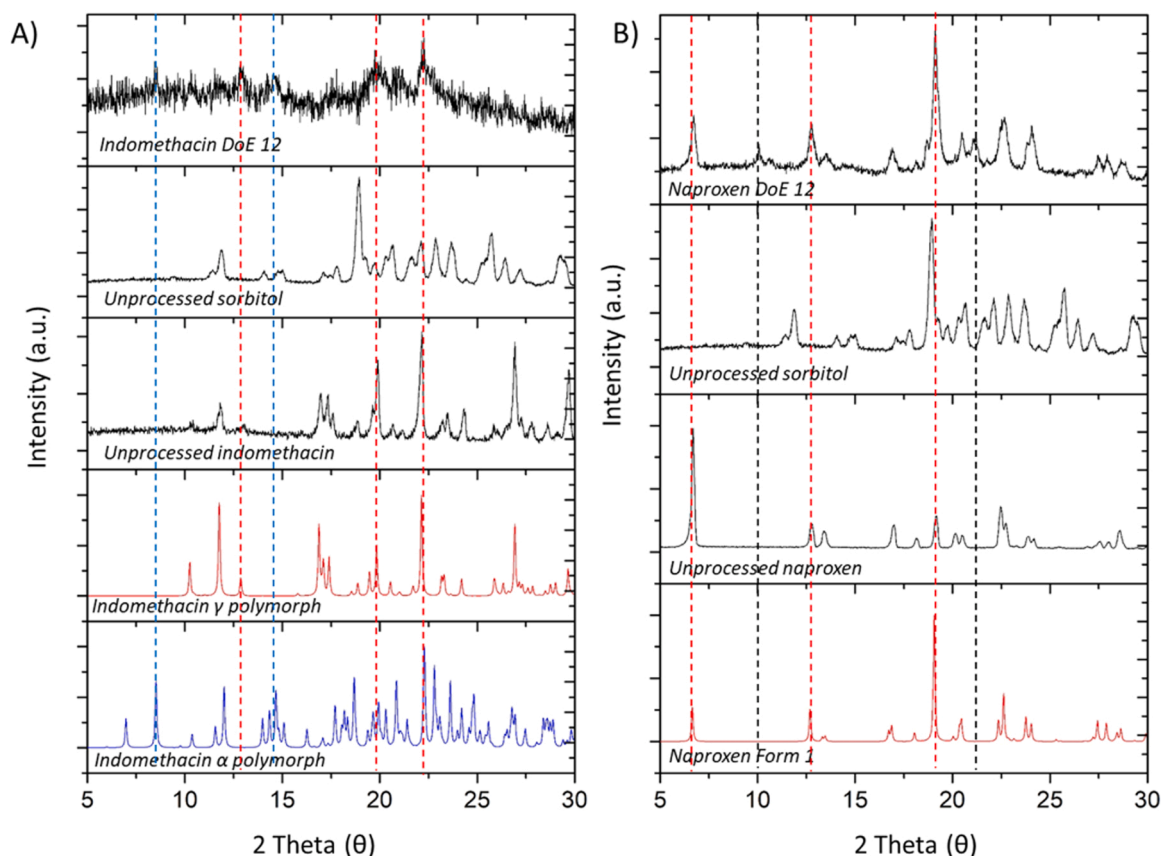 A)
Intensity (a.u.)
Indomethacin DoE 12
Unprocessed sorbitol
Unprocessed indomethacin
Indomethacin γ polymorph
Indomethacin α polymorph
5 10 15 20 25 30
2 Theta (θ)
B)
Intensity (a.u.)
Naproxen DoE 12
Unprocessed sorbitol
Unprocessed naproxen
Naproxen Form 1
5 10 15 20 25 30
2 Theta (θ)